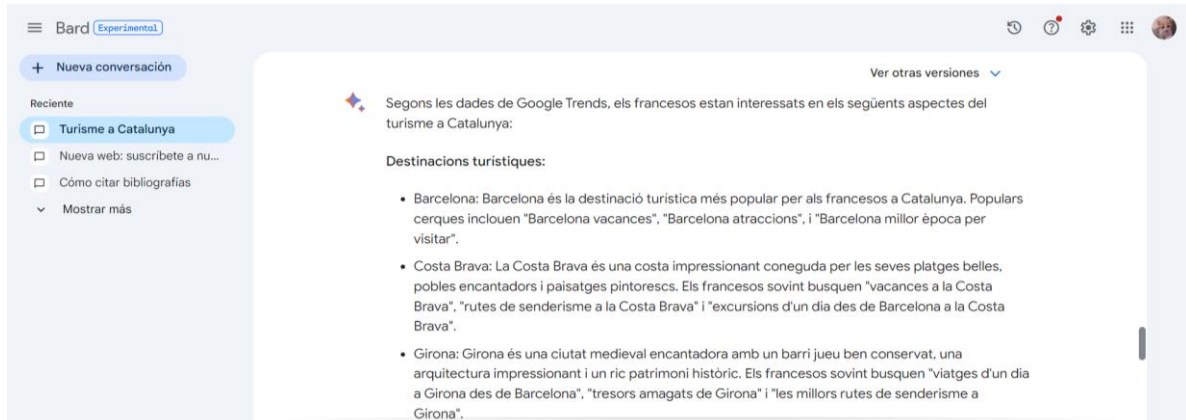 Bard Experimental
+ Nueva conversación
Reciente
Turisme a Catalunya
Nueva web: suscríbete a nu...
Cómo citar bibliografías
Mostrar más
Ver otras versiones
Segons les dades de Google Trends, els francesos estan interessats en els següents aspectes del
turisme a Catalunya:
Destinacions turístiques:
• Barcelona: Barcelona és la destinació turística més popular per als francesos a Catalunya. Populars
cerques inclouen "Barcelona vacances", "Barcelona atraccions", i "Barcelona millor època per
visitar".
• Costa Brava: La Costa Brava és una costa impressionant coneguda per les seves platges belles,
pobles encantadors i paisatges pintorescs. Els francesos sovint busquen "vacances a la Costa
Brava", "rutes de senderisme a la Costa Brava" i "excursions d'un dia des de Barcelona a la Costa
Brava".
• Girona: Girona és una ciutat medieval encantadora amb un barri jueu ben conservat, una
arquitectura impressionant i un ric patrimoni històric. Els francesos sovint busquen "viatges d'un dia
a Girona des de Barcelona", "tresors amagats de Girona" i "les millors rutes de senderisme a
Girona".